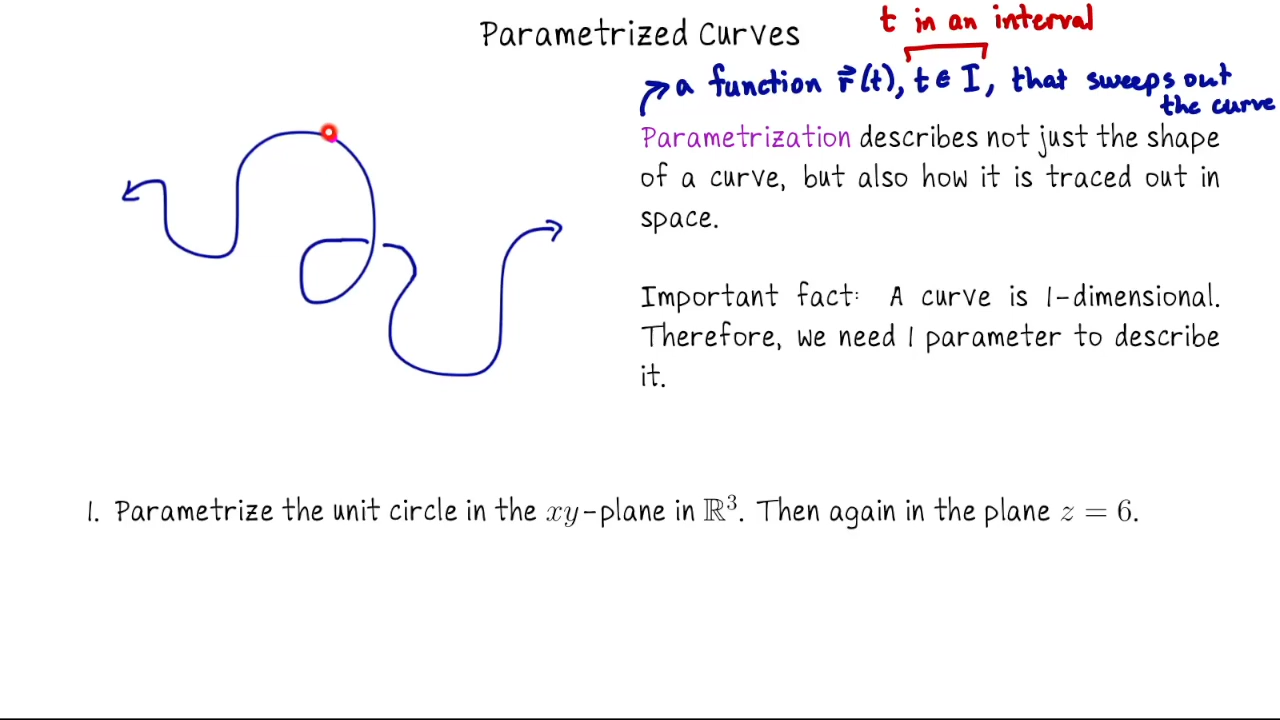 Parametrized Curves
t in an interval
a function r⃗(t), t ∈ I, that sweeps out
the curve
Parametrization describes not just the shape
of a curve, but also how it is traced out in
space.
Important fact: A curve is 1-dimensional.
Therefore, we need 1 parameter to describe
it.
1. Parametrize the unit circle in the xy-plane in ℝ³. Then again in the plane z = 6.